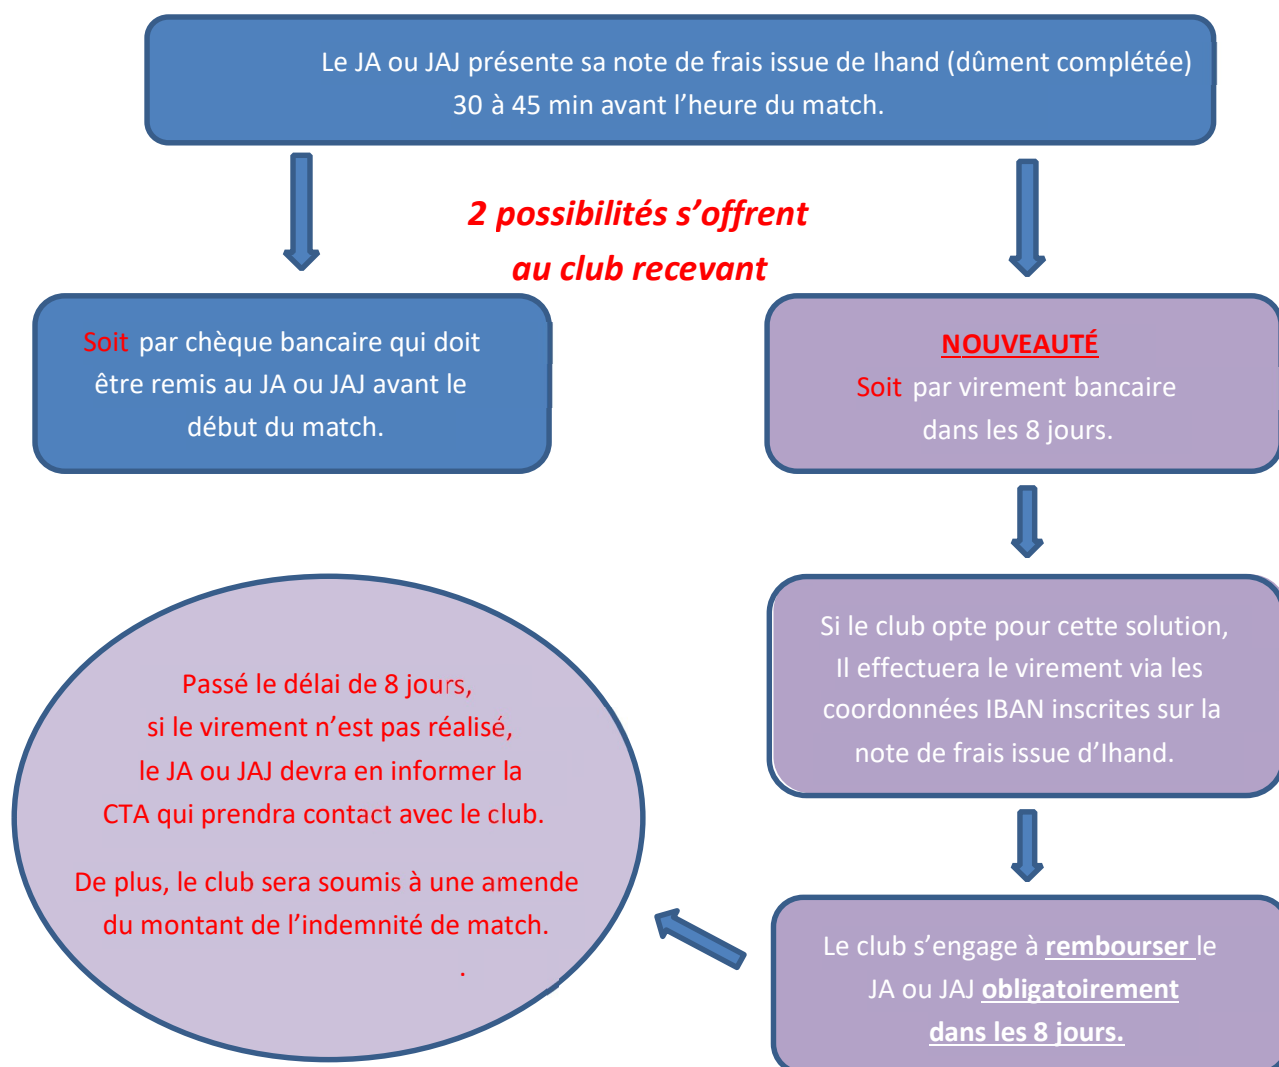 Le JA ou JAJ présente sa note de frais issue de Ihand (dûment complétée)
30 à 45 min avant l’heure du match.
2 possibilités s’offrent
au club recevant
Soit par chèque bancaire qui doit
être remis au JA ou JAJ avant le
début du match.
NOUVEAUTÉ
Soit par virement bancaire
dans les 8 jours.
Si le club opte pour cette solution,
Il effectuera le virement via les
coordonnées IBAN inscrites sur la
note de frais issue d’Ihand.
Le club s’engage à rembourser le
JA ou JAJ obligatoirement
dans les 8 jours.
Passé le délai de 8 jours,
si le virement n’est pas réalisé,
le JA ou JAJ devra en informer la
CTA qui prendra contact avec le club.
De plus, le club sera soumis à une amende
du montant de l’indemnité de match.
.